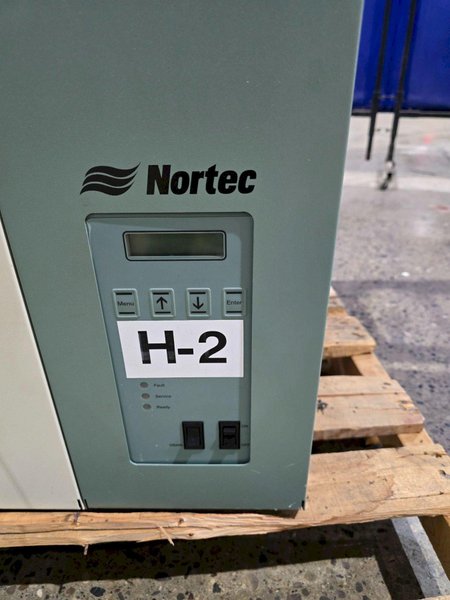 Nortec
Menu
Enter
H-2
Fault
Service
Ready